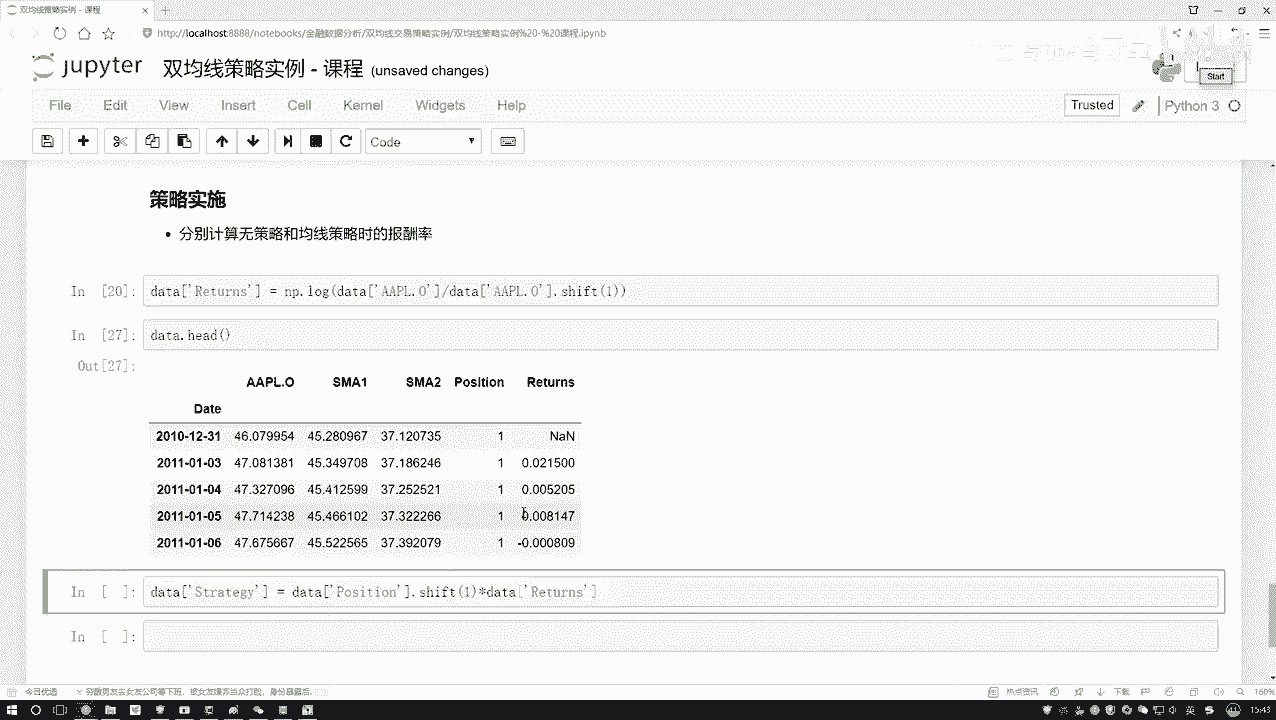 双均线策略实例 - 课程
http://localhost:8888/notebooks/金融数据分析/双均线交易策略实例/双均线策略实例%20-%20课程.ipynb
jupyter 双均线策略实例 - 课程 (unsaved changes)
Start
File Edit View Insert Cell Kernel Widgets Help
Trusted Python 3
Code
策略实施
• 分别计算无策略和均线策略时的报酬率
In [20]: data['Returns'] = np.log(data['AAPL.O']/data['AAPL.O'].shift(1))
In [27]: data.head()
Out[27]:
AAPL.O SMA1 SMA2 Position Returns
Date
2010-12-31 46.079954 45.280967 37.120735 1 NaN
2011-01-03 47.081381 45.349708 37.186246 1 0.021500
2011-01-04 47.327096 45.412599 37.252521 1 0.005205
2011-01-05 47.714238 45.466102 37.322266 1 0.008147
2011-01-06 47.675667 45.522565 37.392079 1 -0.000809
In [ ]: data['Strategy'] = data['Position'].shift(1)*data['Returns']
In [ ]:
今日优选
热点资讯 下载 160%
英 15:43